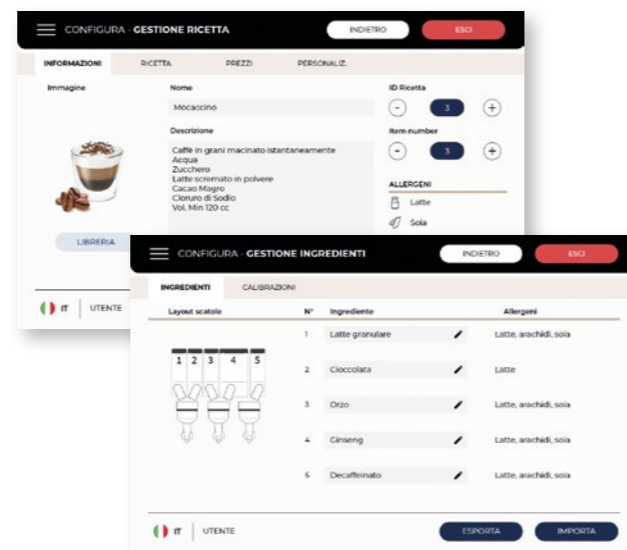 CONFIGURA - GESTIONE RICETTA
INDIETRO
ESCI
INFORMAZIONI
RICETTA
PREZZI
PERSONALIZ.
Immagine
Nome
ID Ricetta
Mocaccino
3
Descrizione
Item number
Caffè in grani macinato istantaneamente
Acqua
Zucchero
Latte scremato in polvere
Cacao Magro
Cloruro di Sodio
Vol. Min 120 cc
3
ALLERGENI
Latte
Soia
LIBRERIA
IT
UTENTE
CONFIGURA - GESTIONE INGREDIENTI
INDIETRO
ESCI
INGREDIENTI
CALIBRAZIONI
Layout scatole
N° Ingrediente Allergeni
1 2 3 4 5
1 Latte granulare Latte, arachidi, soia
2 Cioccolata Latte
3 Orzo Latte, arachidi, soia
4 Ginseng Latte, arachidi, soia
5 Decaffeinato Latte, arachidi, soia
IT
UTENTE
ESPORTA
IMPORTA